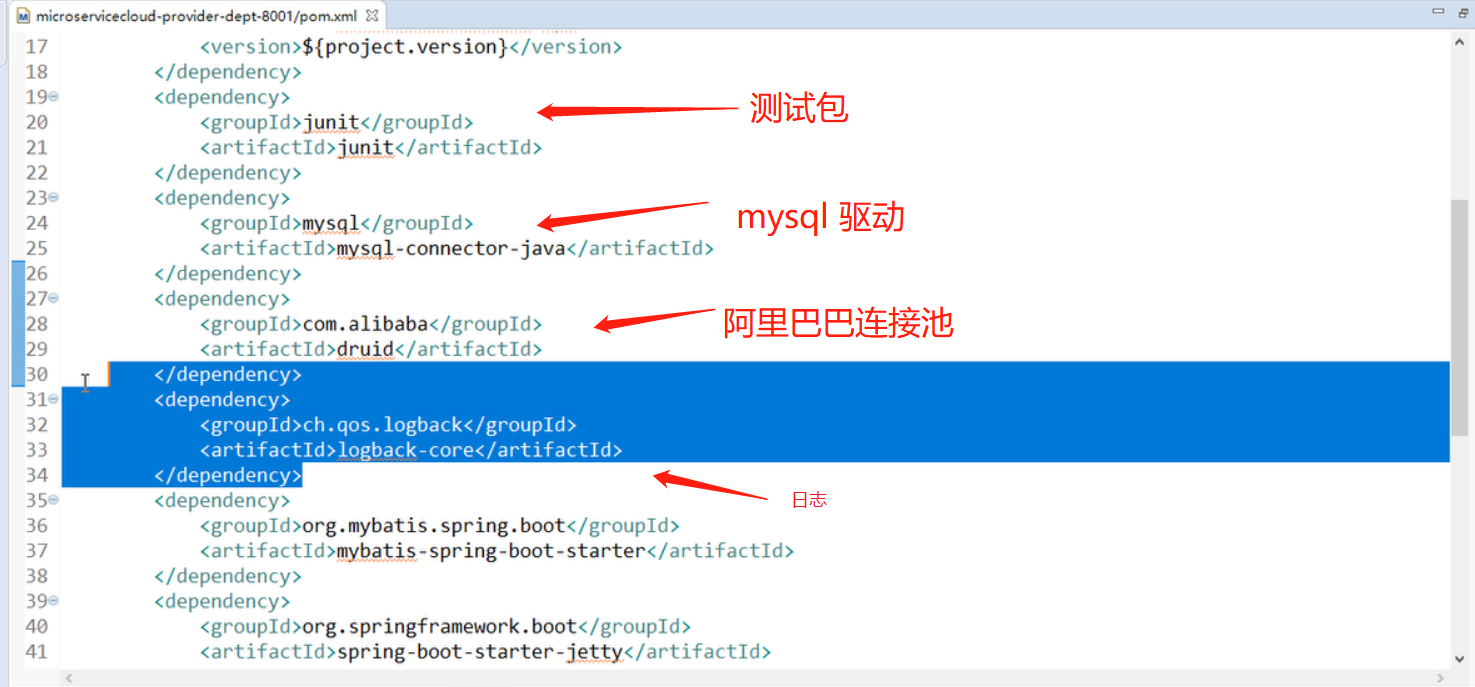 microservicecloud-provider-dept-8001/pom.xml
17 <version>${project.version}</version>
18 </dependency>
19 <dependency>
测试包
20 <groupId>junit</groupId>
21 <artifactId>junit</artifactId>
22 </dependency>
23 <dependency>
24 <groupId>mysql</groupId>
mysql 驱动
25 <artifactId>mysql-connector-java</artifactId>
26 </dependency>
27 <dependency>
28 <groupId>com.alibaba</groupId>
阿里巴巴连接池
29 <artifactId>druid</artifactId>
30 </dependency>
31 <dependency>
32 <groupId>ch.qos.logback</groupId>
33 <artifactId>logback-core</artifactId>
34 </dependency>
日志
35 <dependency>
36 <groupId>org.mybatis.spring.boot</groupId>
37 <artifactId>mybatis-spring-boot-starter</artifactId>
38 </dependency>
39 <dependency>
40 <groupId>org.springframework.boot</groupId>
41 <artifactId>spring-boot-starter-jetty</artifactId>